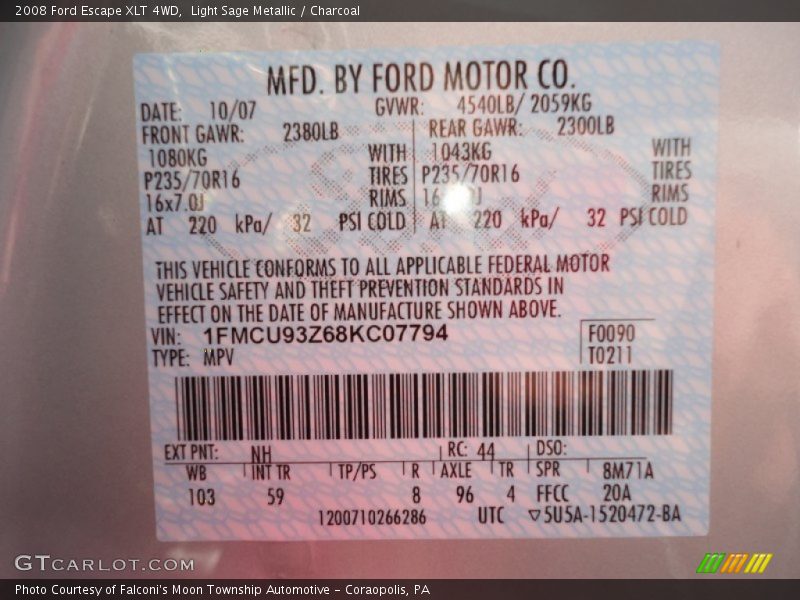 2008 Ford Escape XLT 4WD,  Light Sage Metallic / Charcoal
MFD. BY FORD MOTOR CO.
DATE: 10/07 GVWR: 4540LB/ 2059KG
FRONT GAWR: 2380LB REAR GAWR: 2300LB
1080KG WITH 1043KG WITH
P235/70R16 TIRES P235/70R16 TIRES
16x7.0J RIMS RIMS
AT 220 kPa/ 32 PSI COLD AT 220 kPa/ 32 PSI COLD
THIS VEHICLE CONFORMS TO ALL APPLICABLE FEDERAL MOTOR
VEHICLE SAFETY AND THEFT PREVENTION STANDARDS IN
EFFECT ON THE DATE OF MANUFACTURE SHOWN ABOVE.
VIN: 1FMCU93Z68KC07794 F0090
TYPE: MPV T0211
EXT PNT: NH RC: 44 DSO:
WB INT TR TP/PS R AXLE TR SPR 8M71A
103 59 8 96 4 FFCC 20A
1200710266286 UTC ▽5U5A-1520472-BA
GTCARLOT.COM
Photo Courtesy of Falconi's Moon Township Automotive – Coraopolis, PA